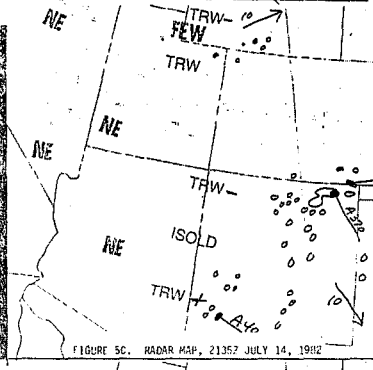 TRW- 10
NE
FEW
TRW
NE
NE
TRW-
A370
NE
ISOLD
TRW+
A40
10
FIGURE 5C. RADAR MAP, 2135Z JULY 14, 1982